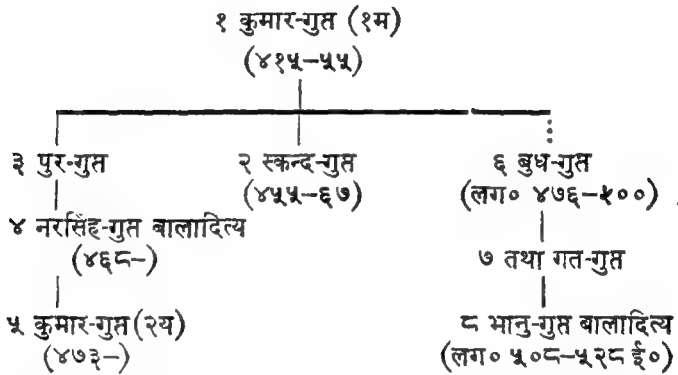 १ कुमार-गुप्त (१म)
(४१५–५५)
३ पुर-गुप्त
२ स्कन्द-गुप्त
(४५५–६७)
६ बुध-गुप्त
(लग० ४७६–५००)
४ नरसिंह-गुप्त बालादित्य
(४६८–)
७ तथा गत-गुप्त
५ कुमार-गुप्त(२य)
(४७३–)
८ भानु-गुप्त बालादित्य
(लग० ५०८–५२८ ई०)